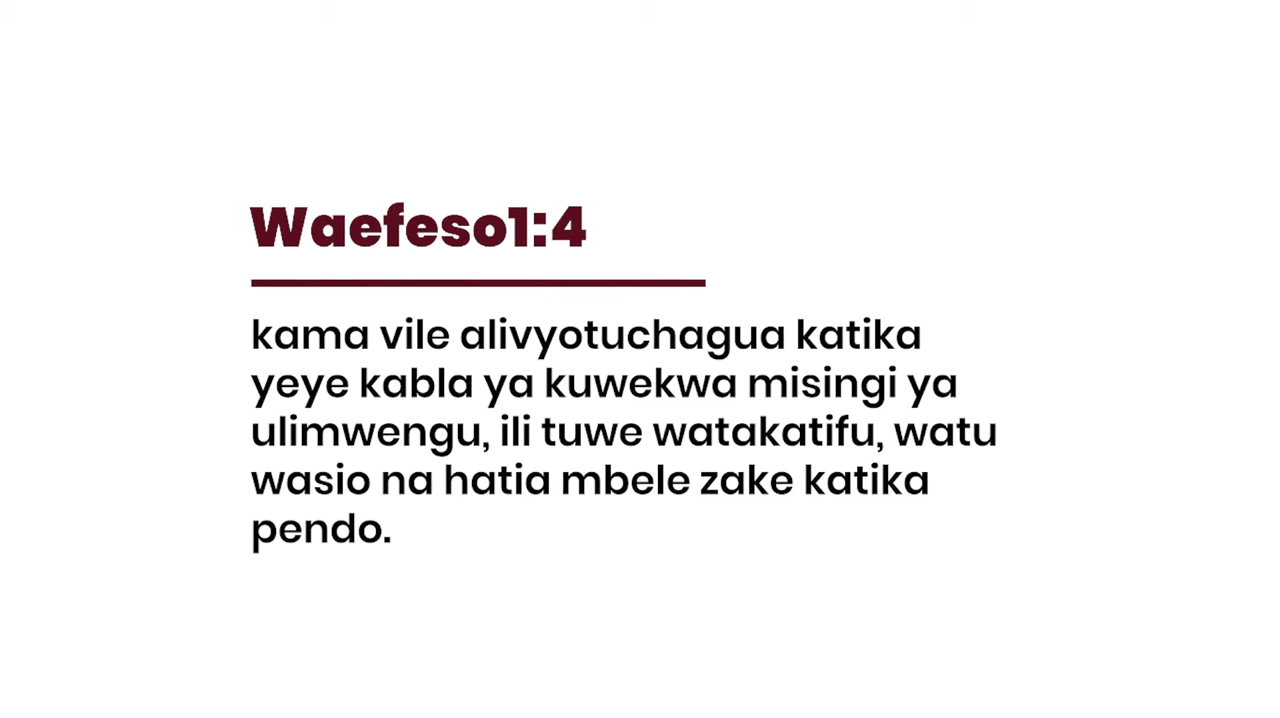 Waefeso1:4
kama vile alivyotuchagua katika
yeye kabla ya kuwekwa misingi ya
ulimwengu, ili tuwe watakatifu, watu
wasio na hatia mbele zake katika
pendo.